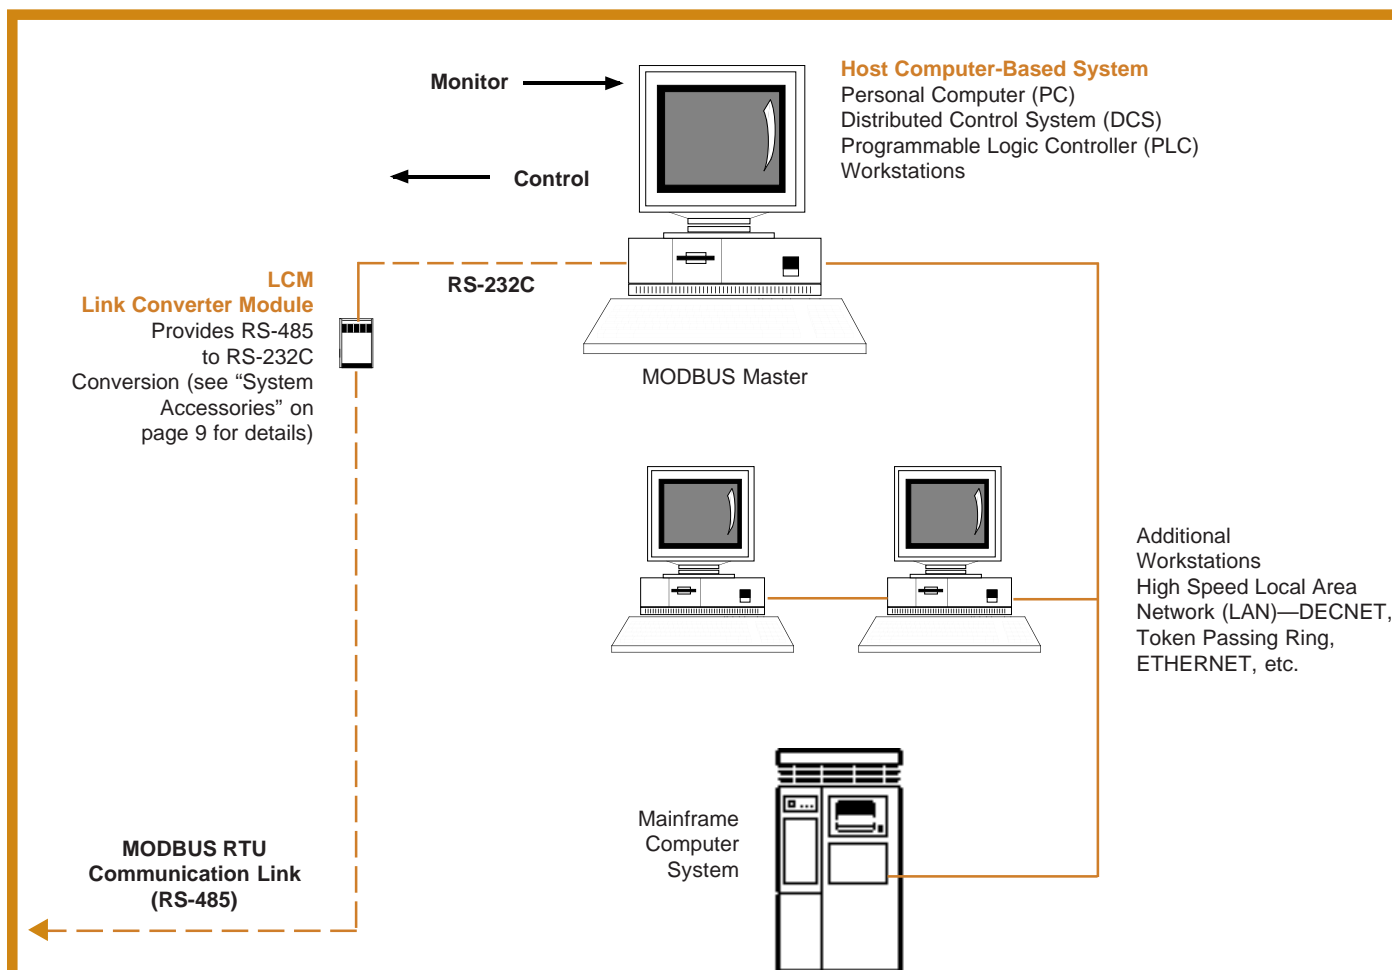 Monitor
Control
Host Computer-Based System
Personal Computer (PC)
Distributed Control System (DCS)
Programmable Logic Controller (PLC)
Workstations
LCM
Link Converter Module
Provides RS-485
to RS-232C
Conversion (see “System
Accessories” on
page 9 for details)
RS-232C
MODBUS Master
Additional
Workstations
High Speed Local Area
Network (LAN)—DECNET,
Token Passing Ring,
ETHERNET, etc.
Mainframe
Computer
System
MODBUS RTU
Communication Link
(RS-485)